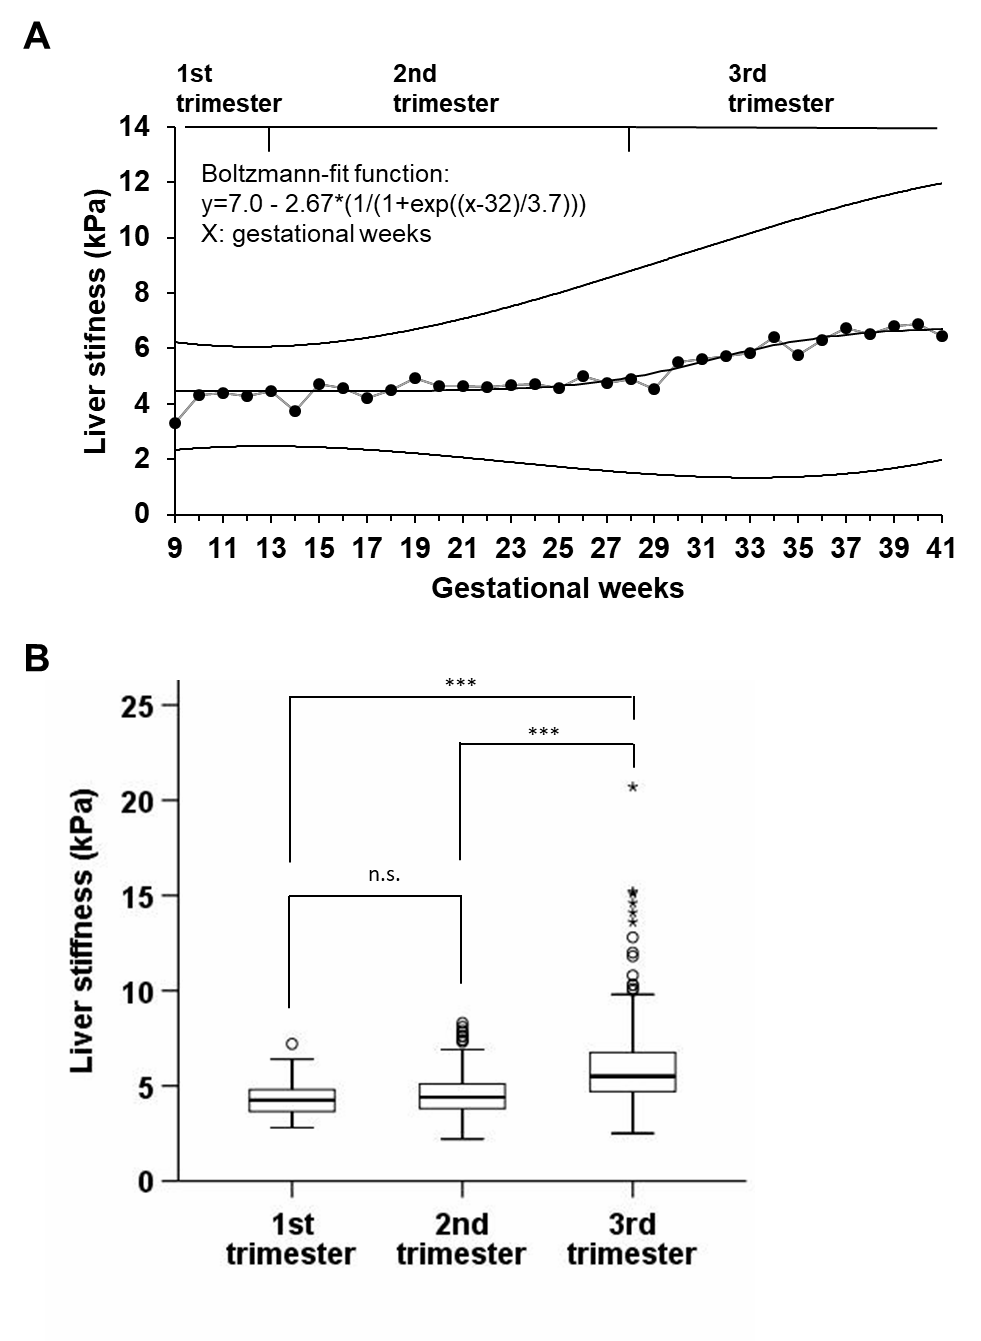 A
1st
trimester
2nd
trimester
3rd
trimester
14
12
10
8
6
4
2
0
Liver stifness (kPa)
Boltzmann-fit function:
y=7.0 - 2.67*(1/(1+exp((x-32)/3.7)))
X: gestational weeks
9 11 13 15 17 19 21 23 25 27 29 31 33 35 37 39 41
Gestational weeks
B
***
***
n.s.
25
20
15
10
5
0
Liver stiffness (kPa)
1st
trimester
2nd
trimester
3rd
trimester